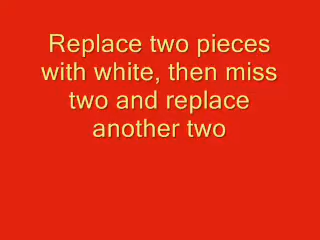 Replace two pieces
with white, then miss
two and replace
another two